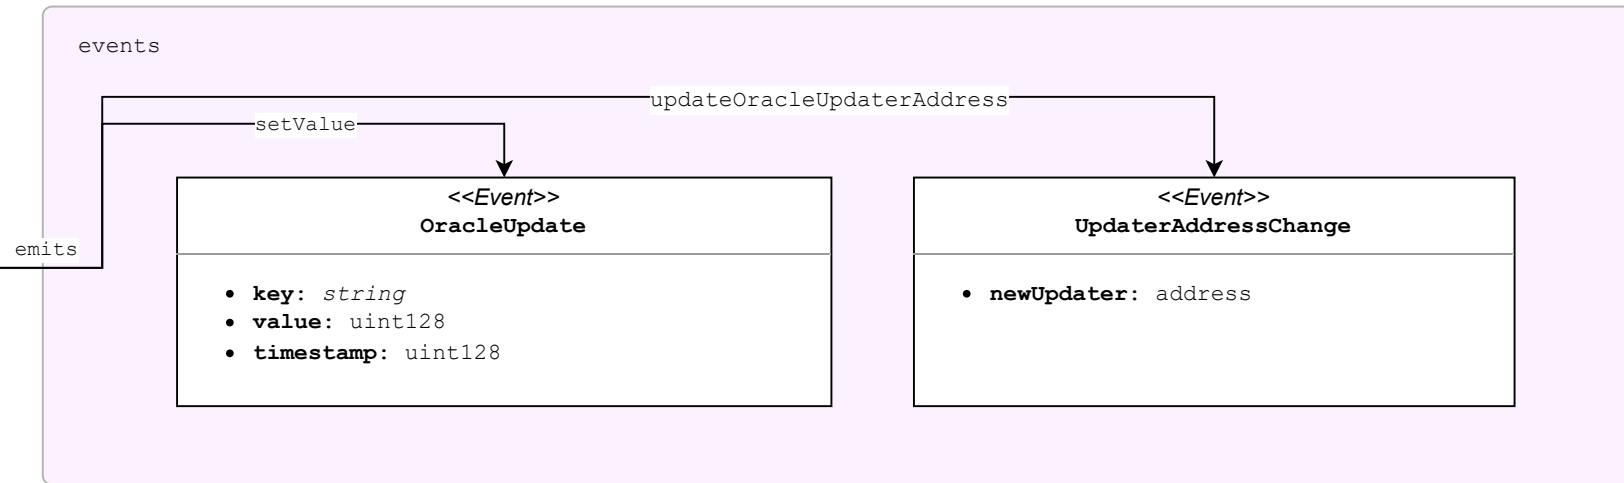 events
updateOracleUpdaterAddress
setValue
<<Event>>
OracleUpdate
<<Event>>
UpdaterAddressChange
emits
key: string
value: uint128
timestamp: uint128
newUpdater: address